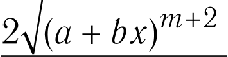 2√(a + bx)^{m+2}